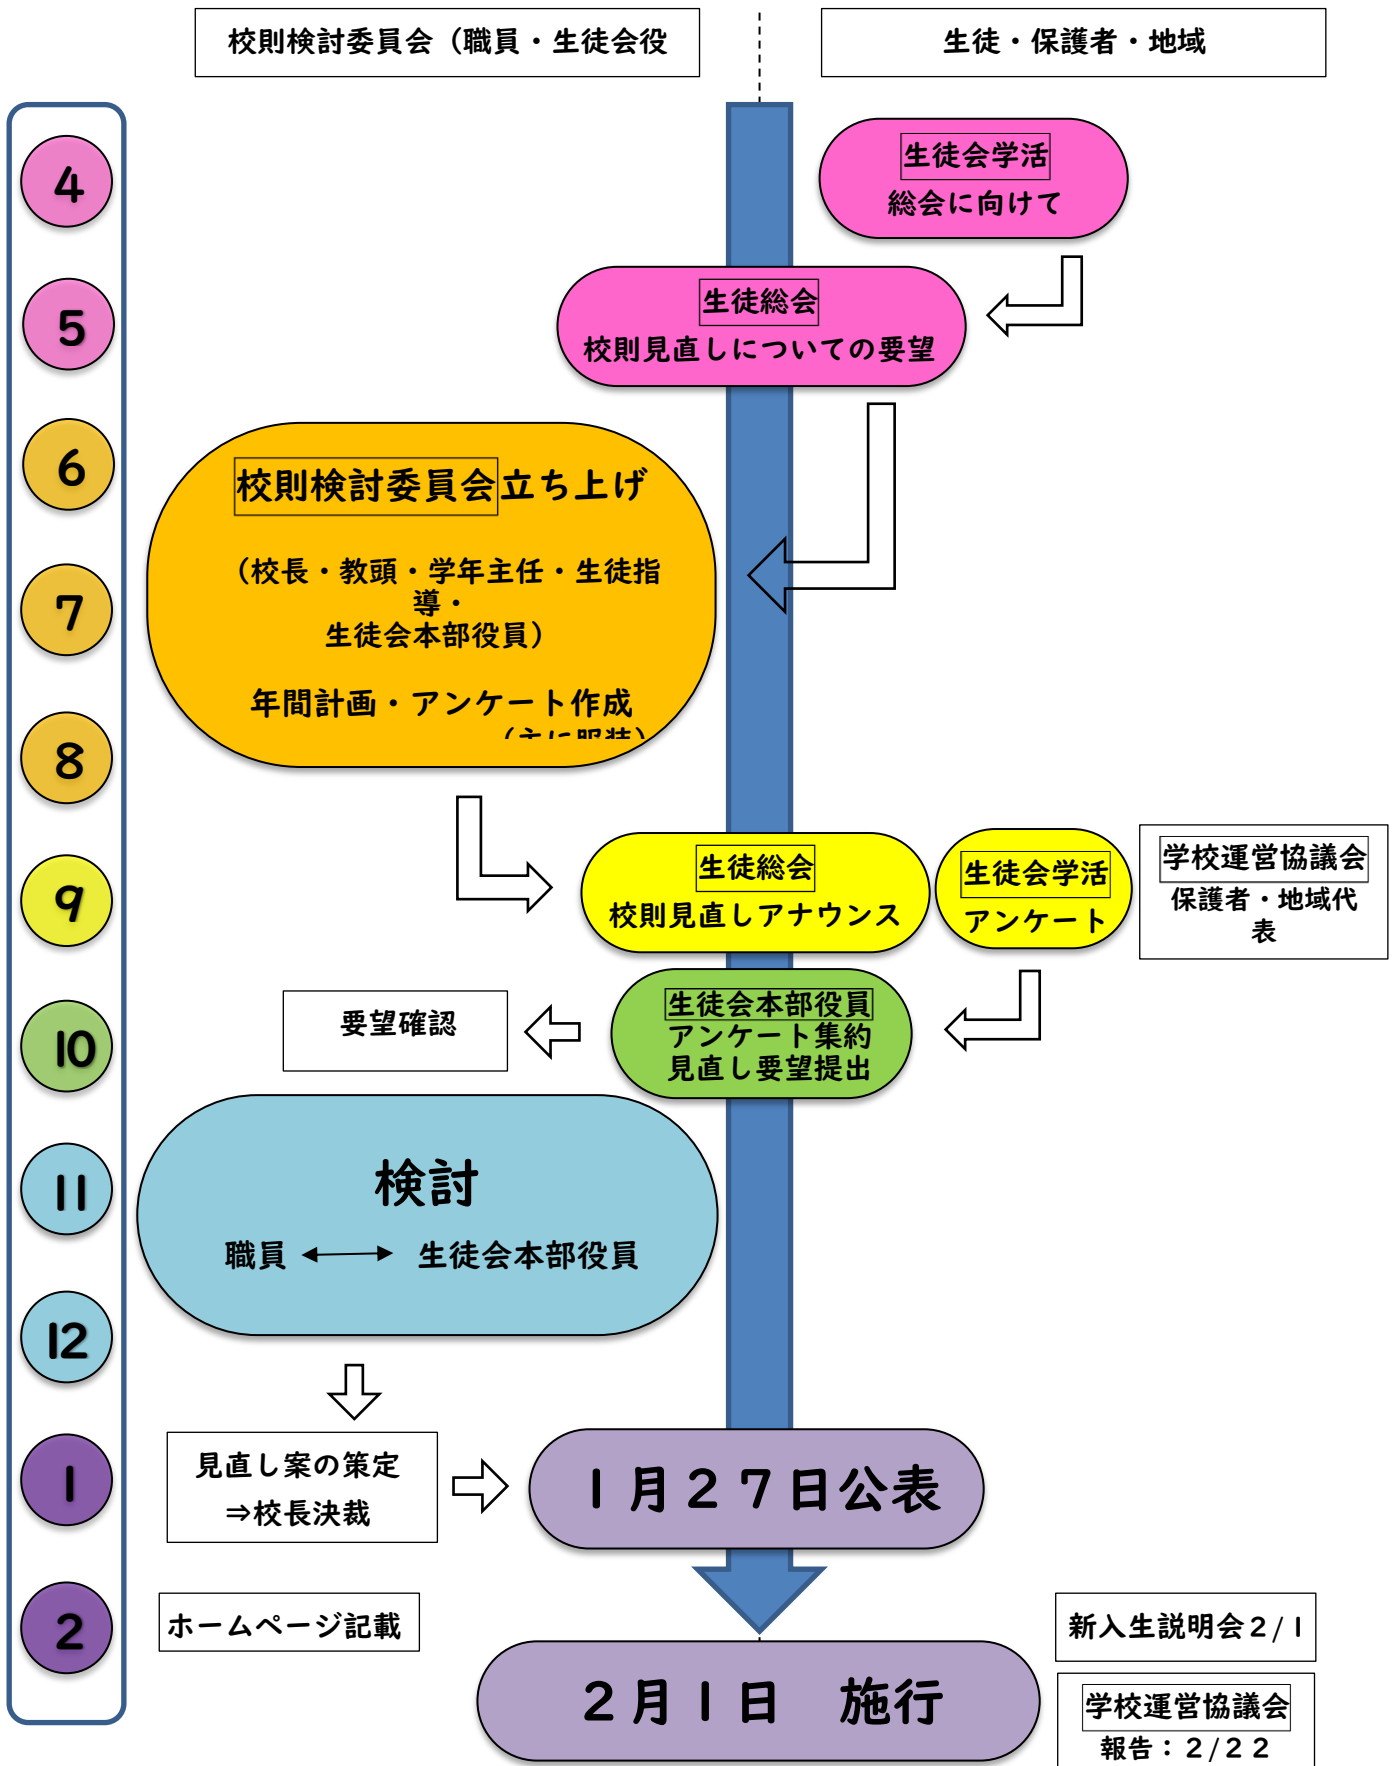 校則検討委員会（職員・生徒会役
生徒・保護者・地域
4
生徒会学活
総会に向けて
5
生徒総会
校則見直しについての要望
6
校則検討委員会立ち上げ
（校長・教頭・学年主任・生徒指
導・
生徒会本部役員）
7
年間計画・アンケート作成
（主に服装）
8
9
生徒総会
校則見直しアナウンス
生徒会学活
アンケート
学校運営協議会
保護者・地域代
表
10
要望確認
生徒会本部役員
アンケート集約
見直し要望提出
11
検討
職員 ⟷ 生徒会本部役員
12
1
見直し案の策定
⇒校長決裁
１月２７日公表
2
ホームページ記載
新入生説明会２/１
２月１日　施行
学校運営協議会
報告：２/２２